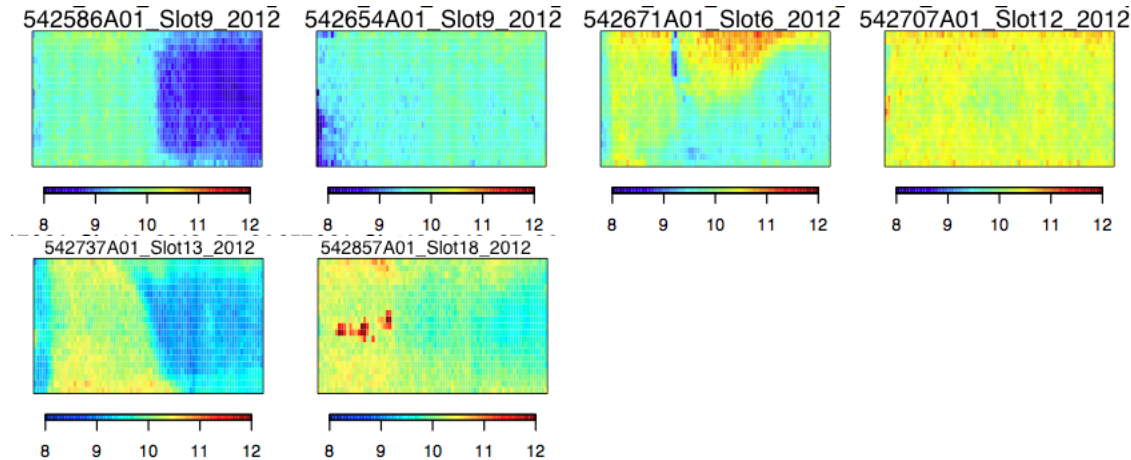 542586A01_Slot9_2012 542654A01_Slot9_2012 542671A01_Slot6_2012 542707A01_Slot12_2012
8 9 10 11 12 8 9 10 11 12 8 9 10 11 12 8 9 10 11 12
542737A01_Slot13_2012 542857A01_Slot18_2012
8 9 10 11 12 8 9 10 11 12